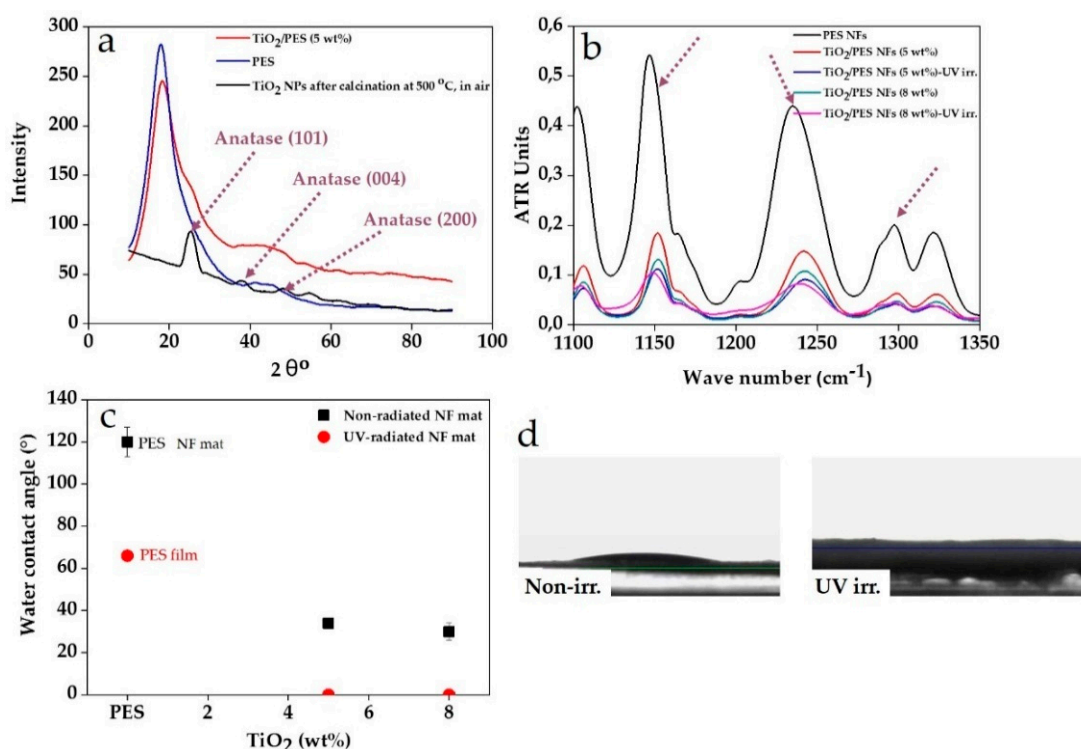 a
TiO2/PES (5 wt%)
PES
TiO2 NPs after calcination at 500 °C, in air
Anatase (101)
Anatase (004)
Anatase (200)
Intensity
300
250
200
150
100
50
0
0 20 40 60 80 100
2 θ°
b
PES NFs
TiO2/PES NFs (5 wt%)
TiO2/PES NFs (5 wt%)-UV irr.
TiO2/PES NFs (8 wt%)
TiO2/PES NFs (8 wt%)-UV irr.
ATR Units
0,6
0,5
0,4
0,3
0,2
0,1
0,0
1100 1150 1200 1250 1300 1350
Wave number (cm-1)
c
Non-radiated NF mat
UV-radiated NF mat
PES NF mat
PES film
Water contact angle (°)
140
120
100
80
60
40
20
0
PES 2 4 6 8
TiO2 (wt%)
d
Non-irr.
UV irr.